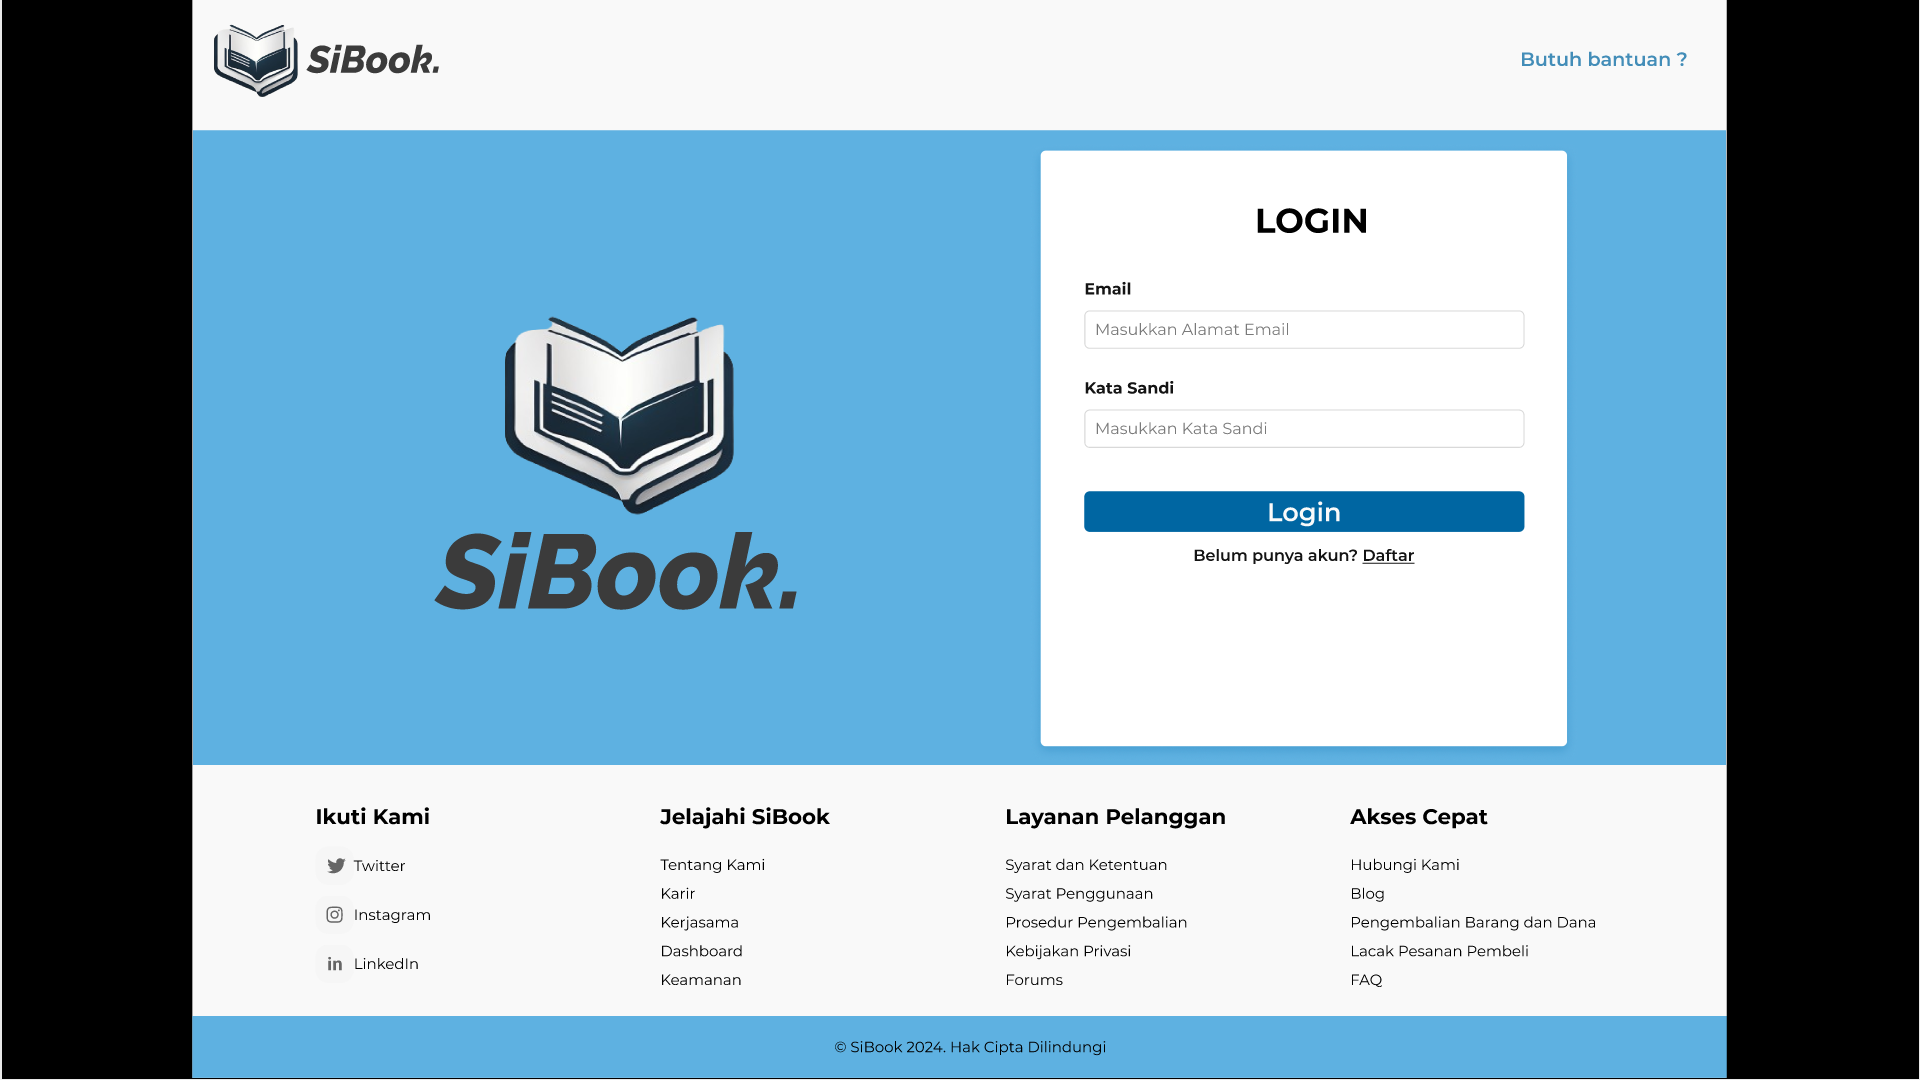 SiBook.
Butuh bantuan ?
SiBook.
LOGIN
Email
Masukkan Alamat Email
Kata Sandi
Masukkan Kata Sandi
Login
Belum punya akun? Daftar
Ikuti Kami
Twitter
Instagram
in LinkedIn
Jelajahi SiBook
Tentang Kami
Karir
Kerjasama
Dashboard
Keamanan
Layanan Pelanggan
Syarat dan Ketentuan
Syarat Penggunaan
Prosedur Pengembalian
Kebijakan Privasi
Forums
Akses Cepat
Hubungi Kami
Blog
Pengembalian Barang dan Dana
Lacak Pesanan Pembeli
FAQ
© SiBook 2024. Hak Cipta Dilindungi